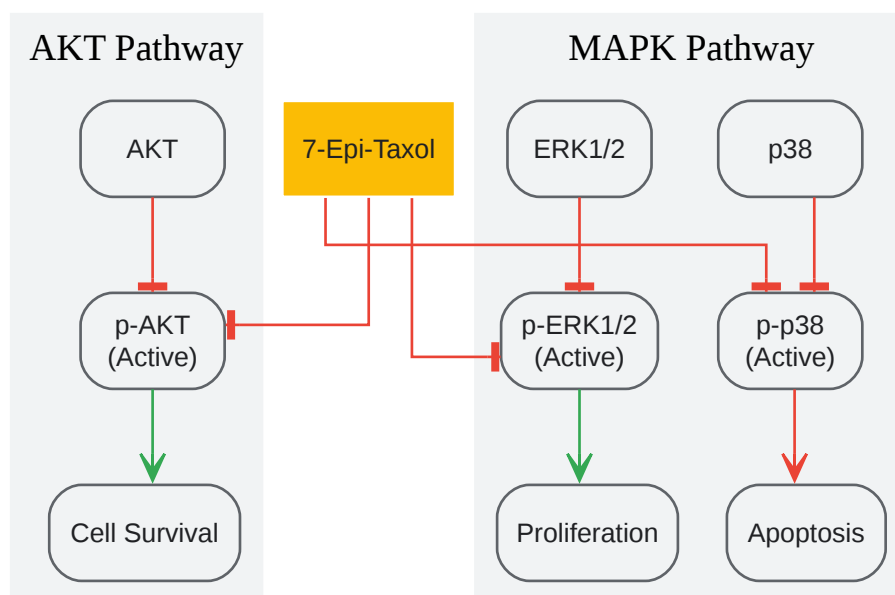 AKT Pathway
MAPK Pathway
AKT
7-Epi-Taxol
ERK1/2
p38
p-AKT
(Active)
p-ERK1/2
(Active)
p-p38
(Active)
Cell Survival
Proliferation
Apoptosis